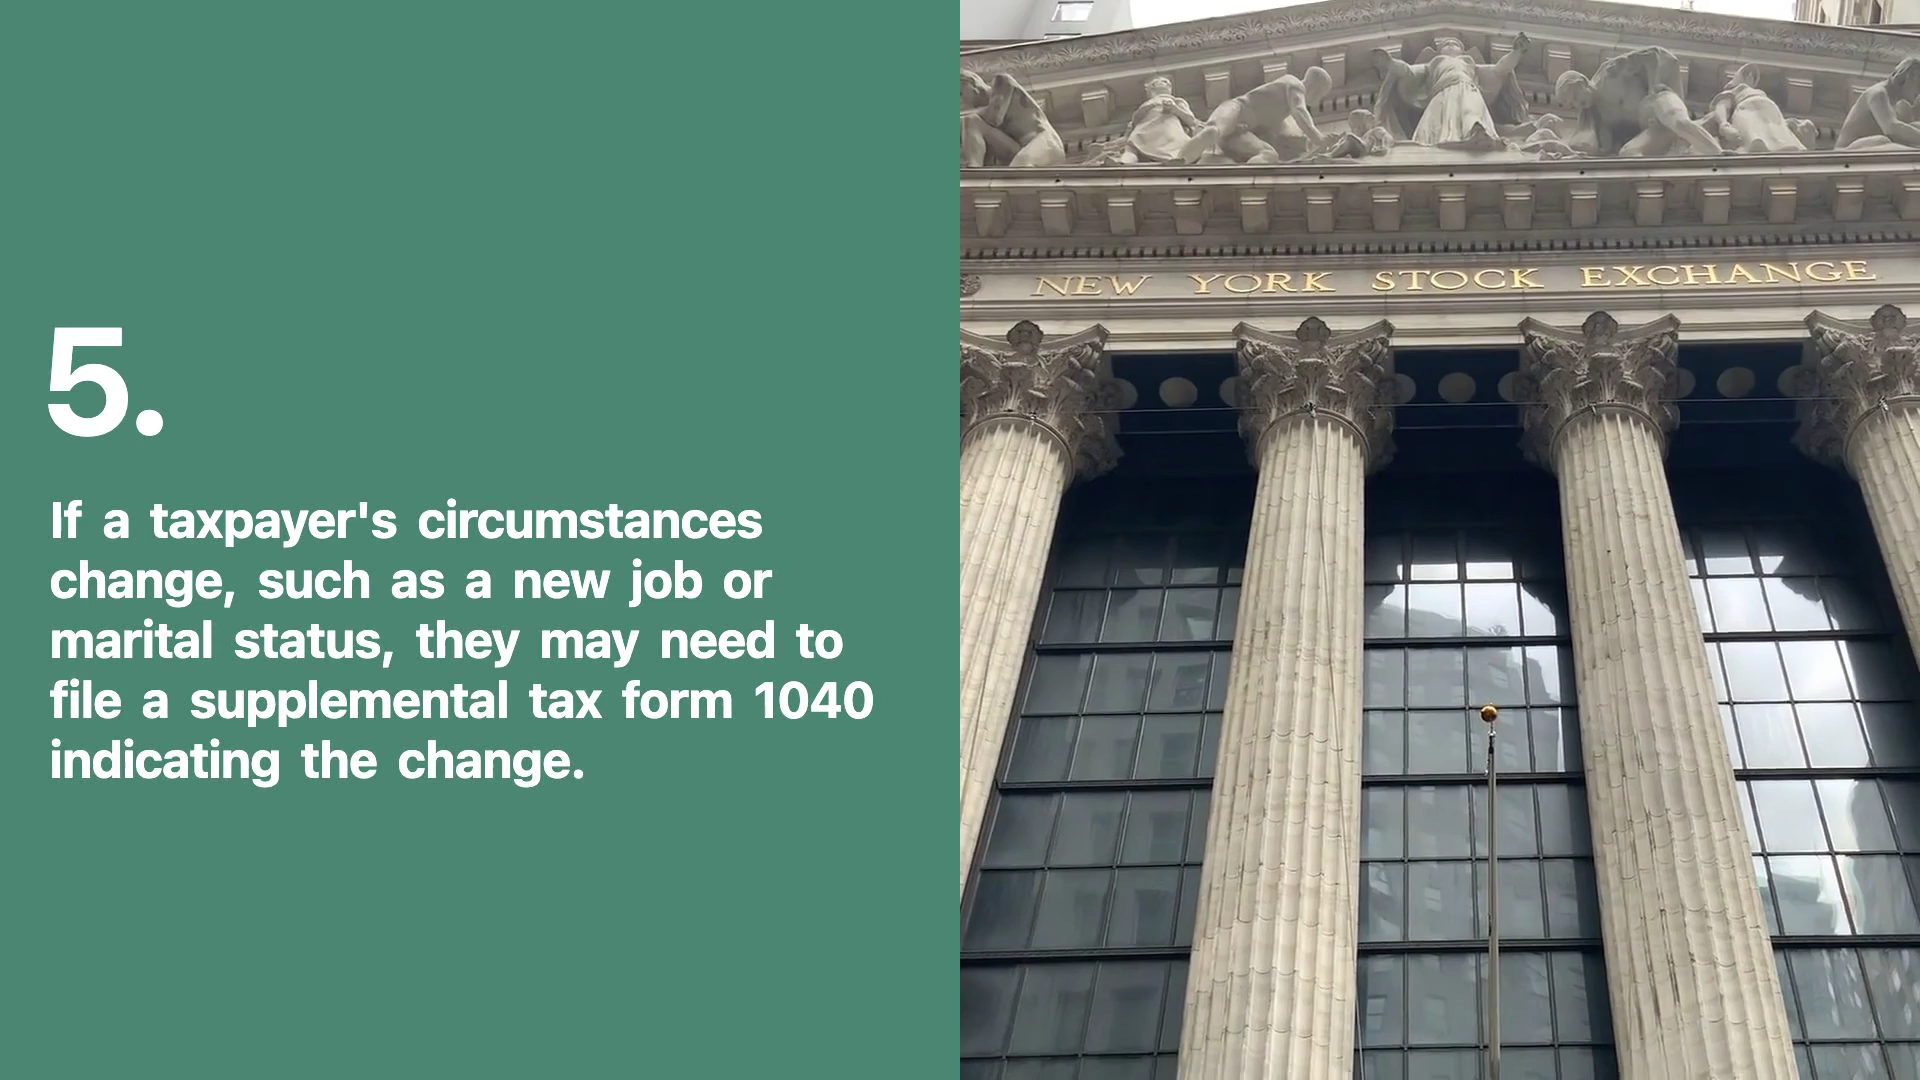 5.
If a taxpayer's circumstances
change, such as a new job or
marital status, they may need to
file a supplemental tax form 1040
indicating the change.
NEW YORK STOCK EXCHANGE